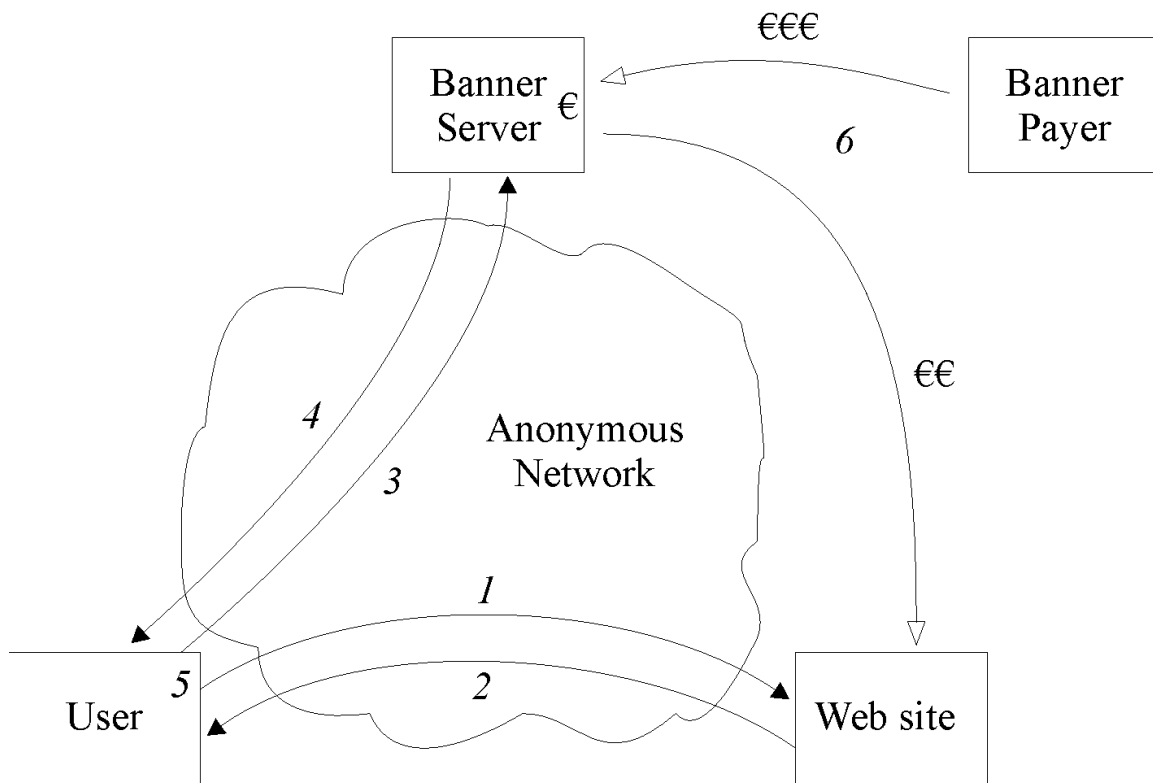 €€€
Banner
Server
€
Banner
Payer
6
4
3
Anonymous
Network
€€
1
5
2
User
Web site